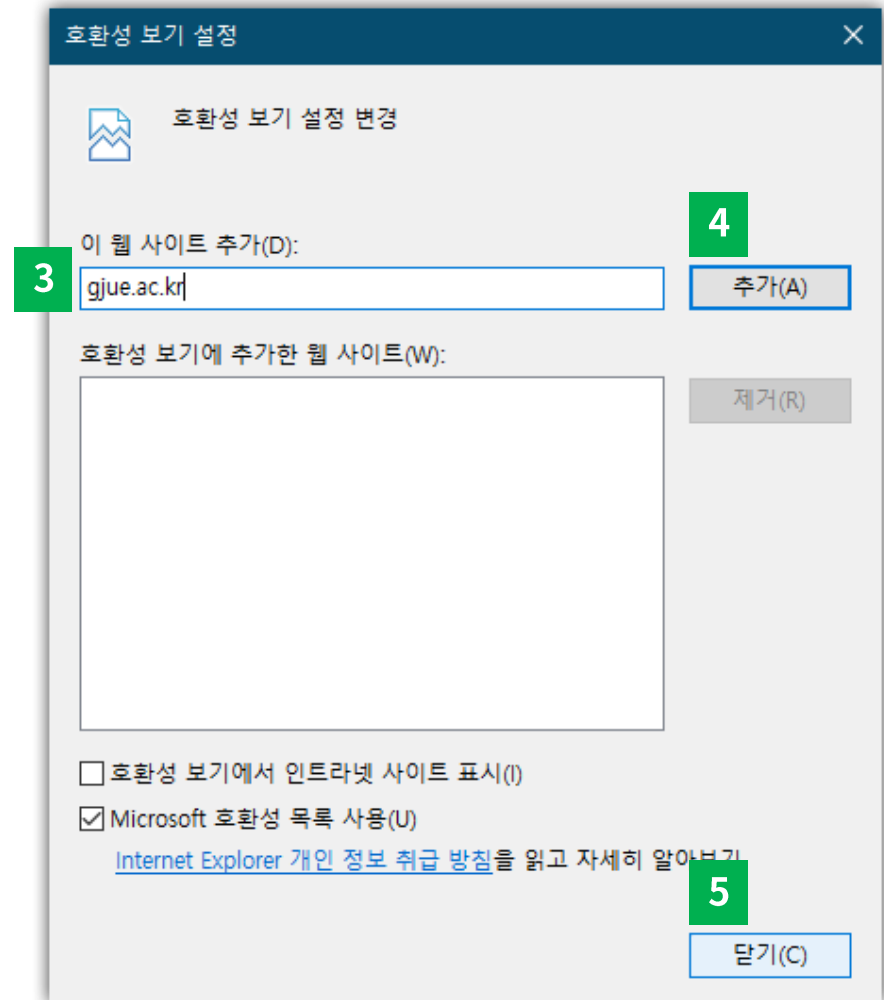 호환성 보기 설정
호환성 보기 설정 변경
4
이 웹 사이트 추가(D):
3
gjue.ac.kr
추가(A)
호환성 보기에 추가한 웹 사이트(W):
제거(R)
호환성 보기에서 인트라넷 사이트 표시(I)
Microsoft 호환성 목록 사용(U)
Internet Explorer 개인 정보 취급 방침을 읽고 자세히 알아보기
5
닫기(C)